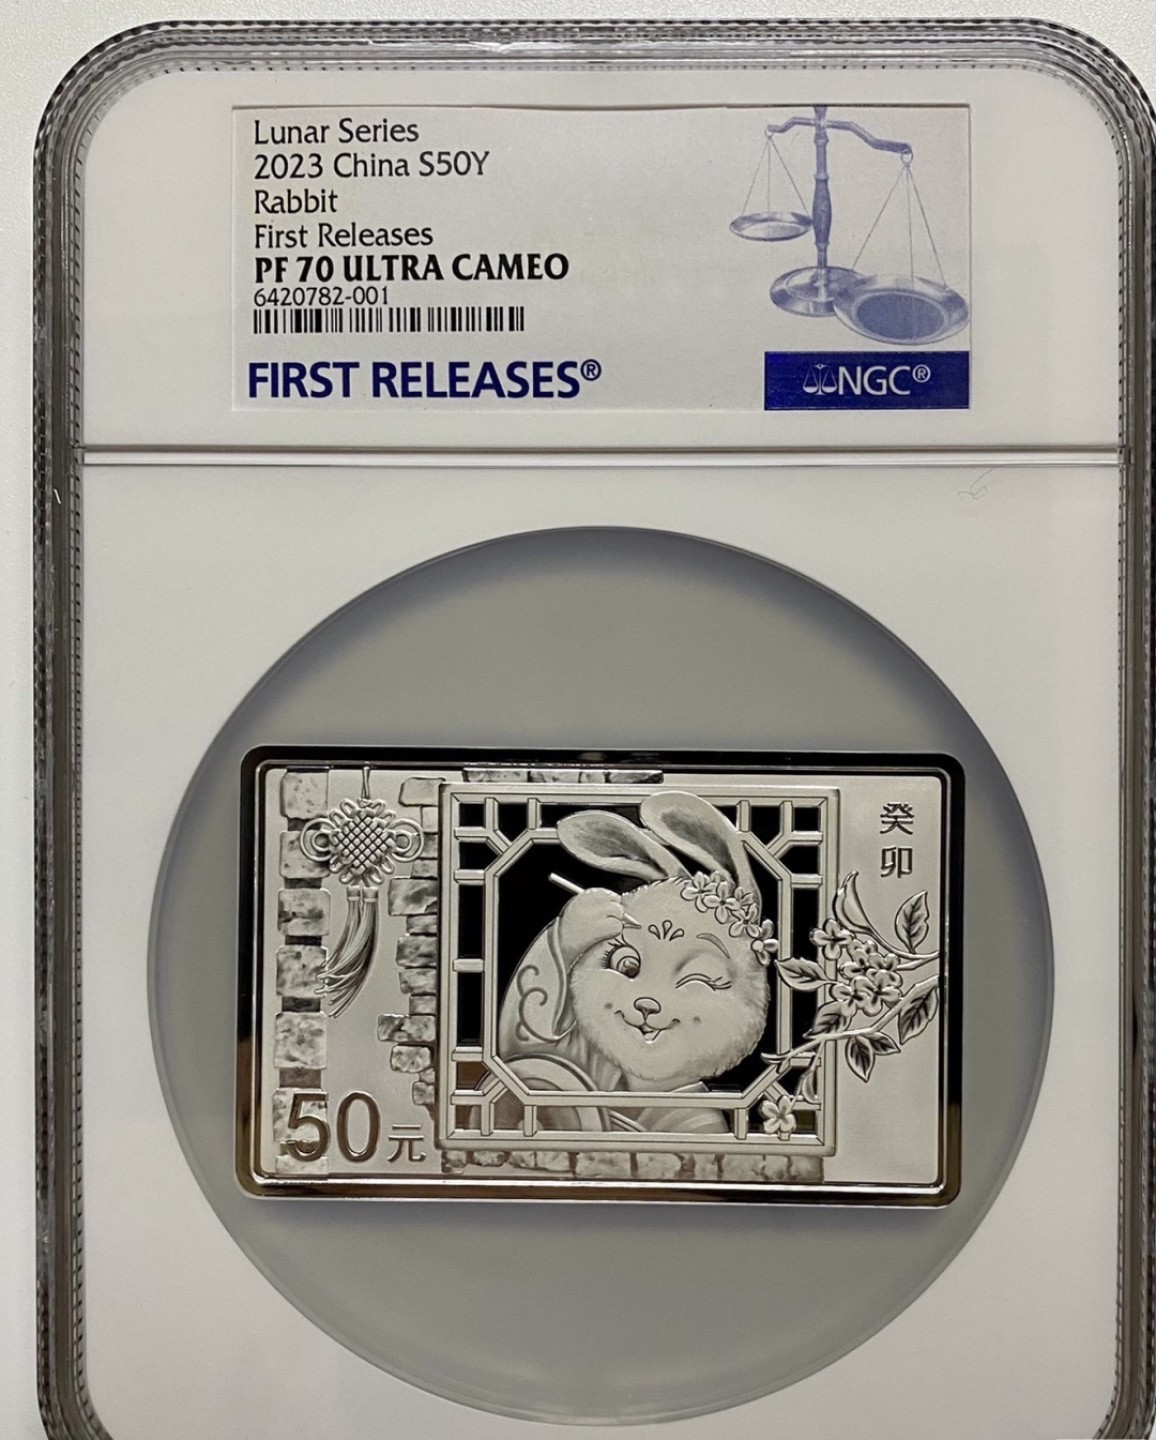 Lunar Series
2023 China S50Y
Rabbit
First Releases
PF 70 ULTRA CAMEO
6420782-001
FIRST RELEASES®
NGC®
癸
卯
50元